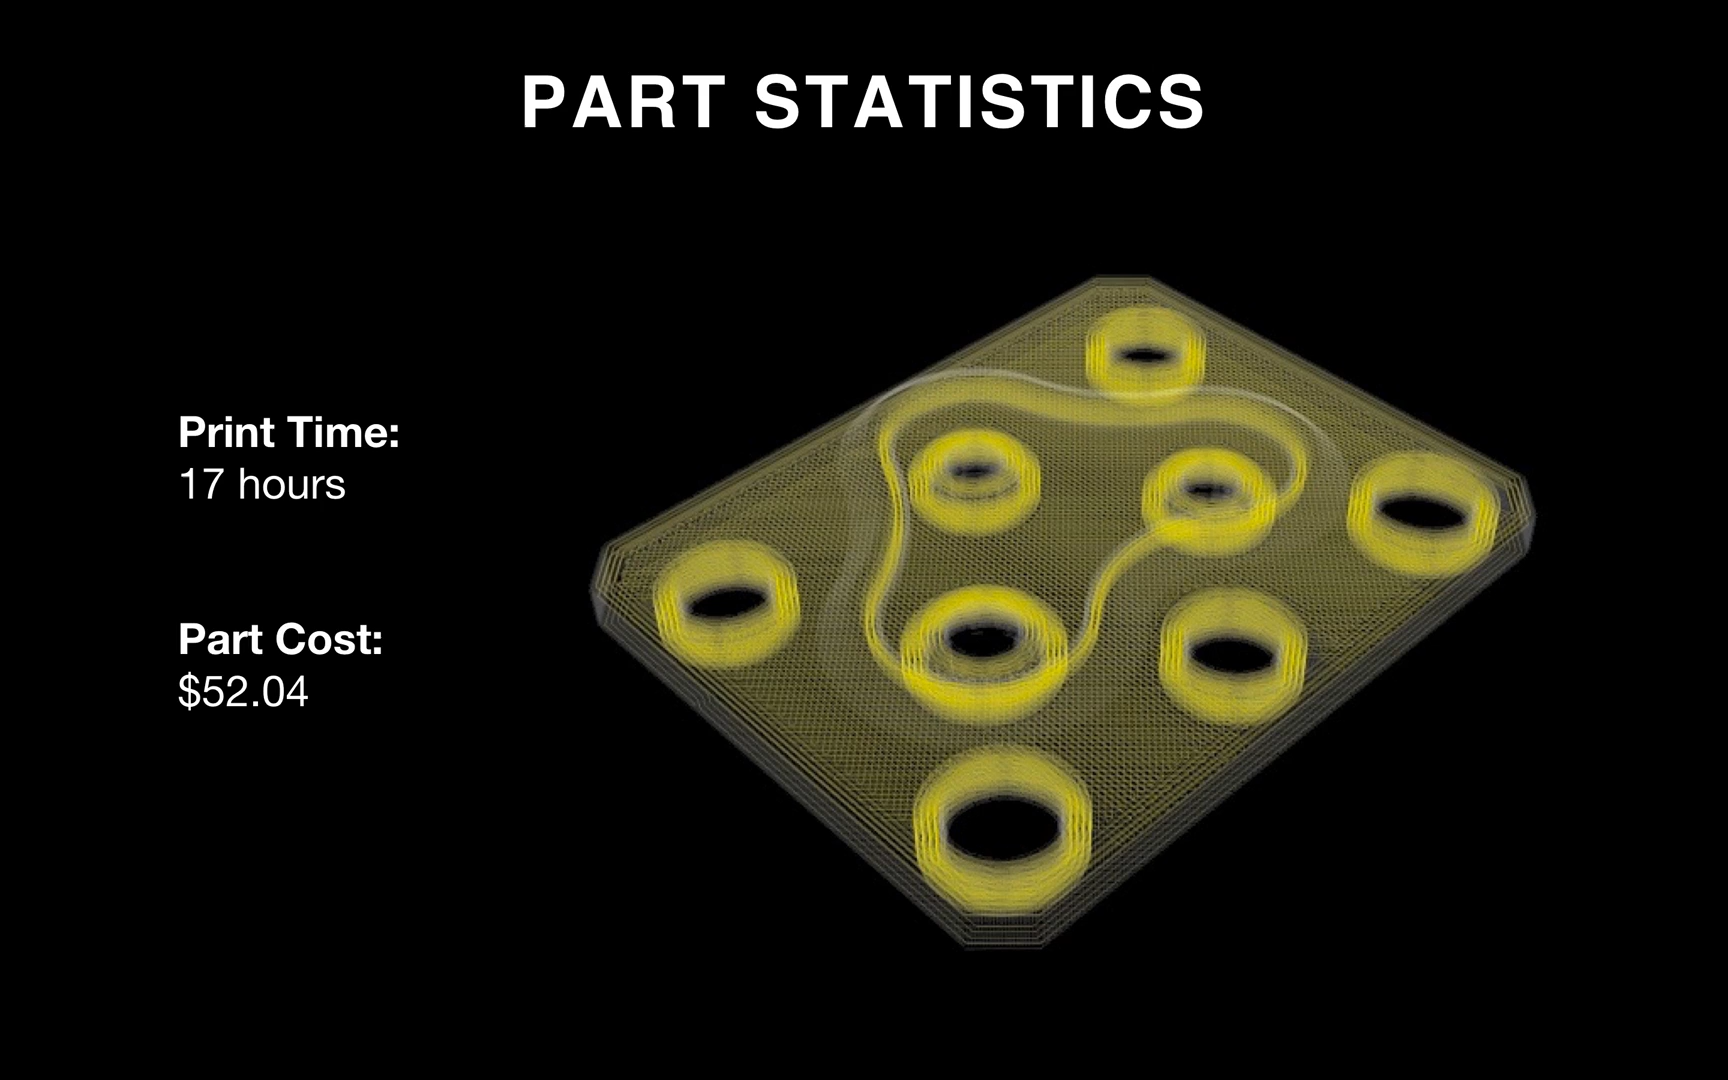 PART STATISTICS
Print Time:
17 hours
Part Cost:
$52.04